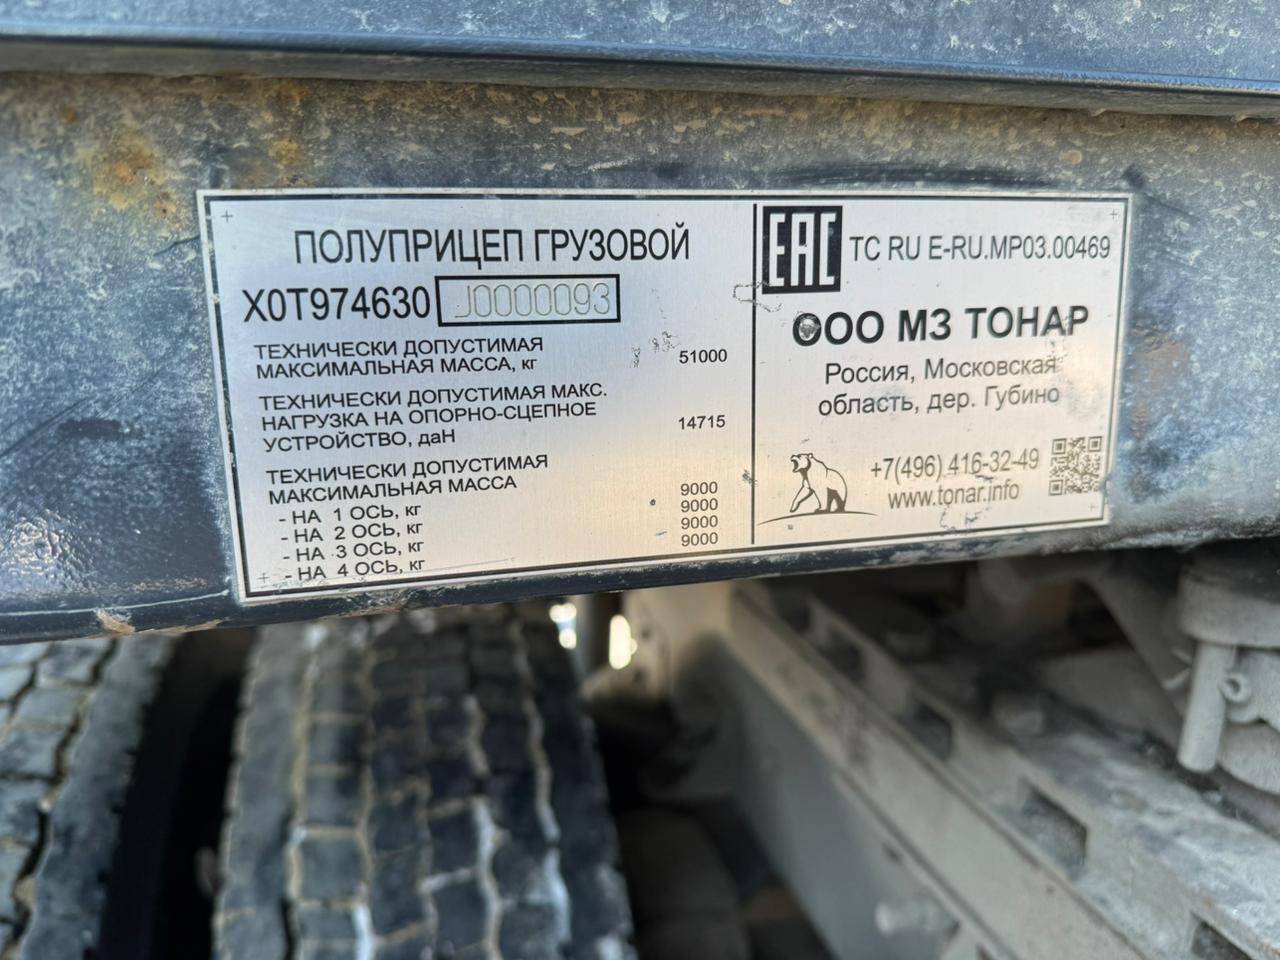 ПОЛУПРИЦЕП ГРУЗОВОЙ
X0T974630 J0000093
ТЕХНИЧЕСКИ ДОПУСТИМАЯ
МАКСИМАЛЬНАЯ МАССА, кг 51000
ТЕХНИЧЕСКИ ДОПУСТИМАЯ МАКС.
НАГРУЗКА НА ОПОРНО-СЦЕПНОЕ
УСТРОЙСТВО, даН 14715
ТЕХНИЧЕСКИ ДОПУСТИМАЯ
МАКСИМАЛЬНАЯ МАССА
- НА 1 ОСЬ, кг 9000
- НА 2 ОСЬ, кг 9000
- НА 3 ОСЬ, кг 9000
- НА 4 ОСЬ, кг 9000
EAC TC RU E-RU.MP03.00469
ООО МЗ ТОНАР
Россия, Московская
область, дер. Губино
+7(496) 416-32-49
www.tonar.info